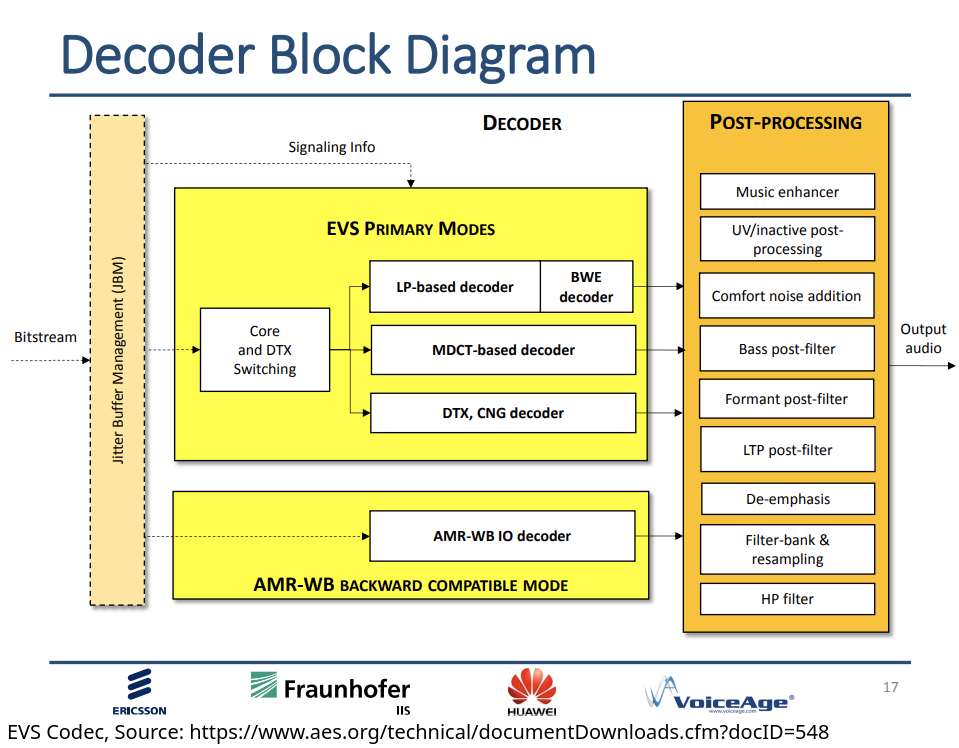 Decoder Block Diagram
DECODER
POST-PROCESSING
Signaling Info
Music enhancer
EVS PRIMARY MODES
UV/inactive post-
processing
LP-based decoder
BWE
decoder
Comfort noise addition
Jitter Buffer Management (JBM)
Bitstream
Core
and DTX
Switching
MDCT-based decoder
Bass post-filter
Output
audio
DTX, CNG decoder
Formant post-filter
LTP post-filter
De-emphasis
AMR-WB IO decoder
Filter-bank &
resampling
AMR-WB BACKWARD COMPATIBLE MODE
HP filter
ERICSSON
Fraunhofer
IIS
HUAWEI
VoiceAge®
www.voiceage.com
17
EVS Codec, Source: https://www.aes.org/technical/documentDownloads.cfm?docID=548